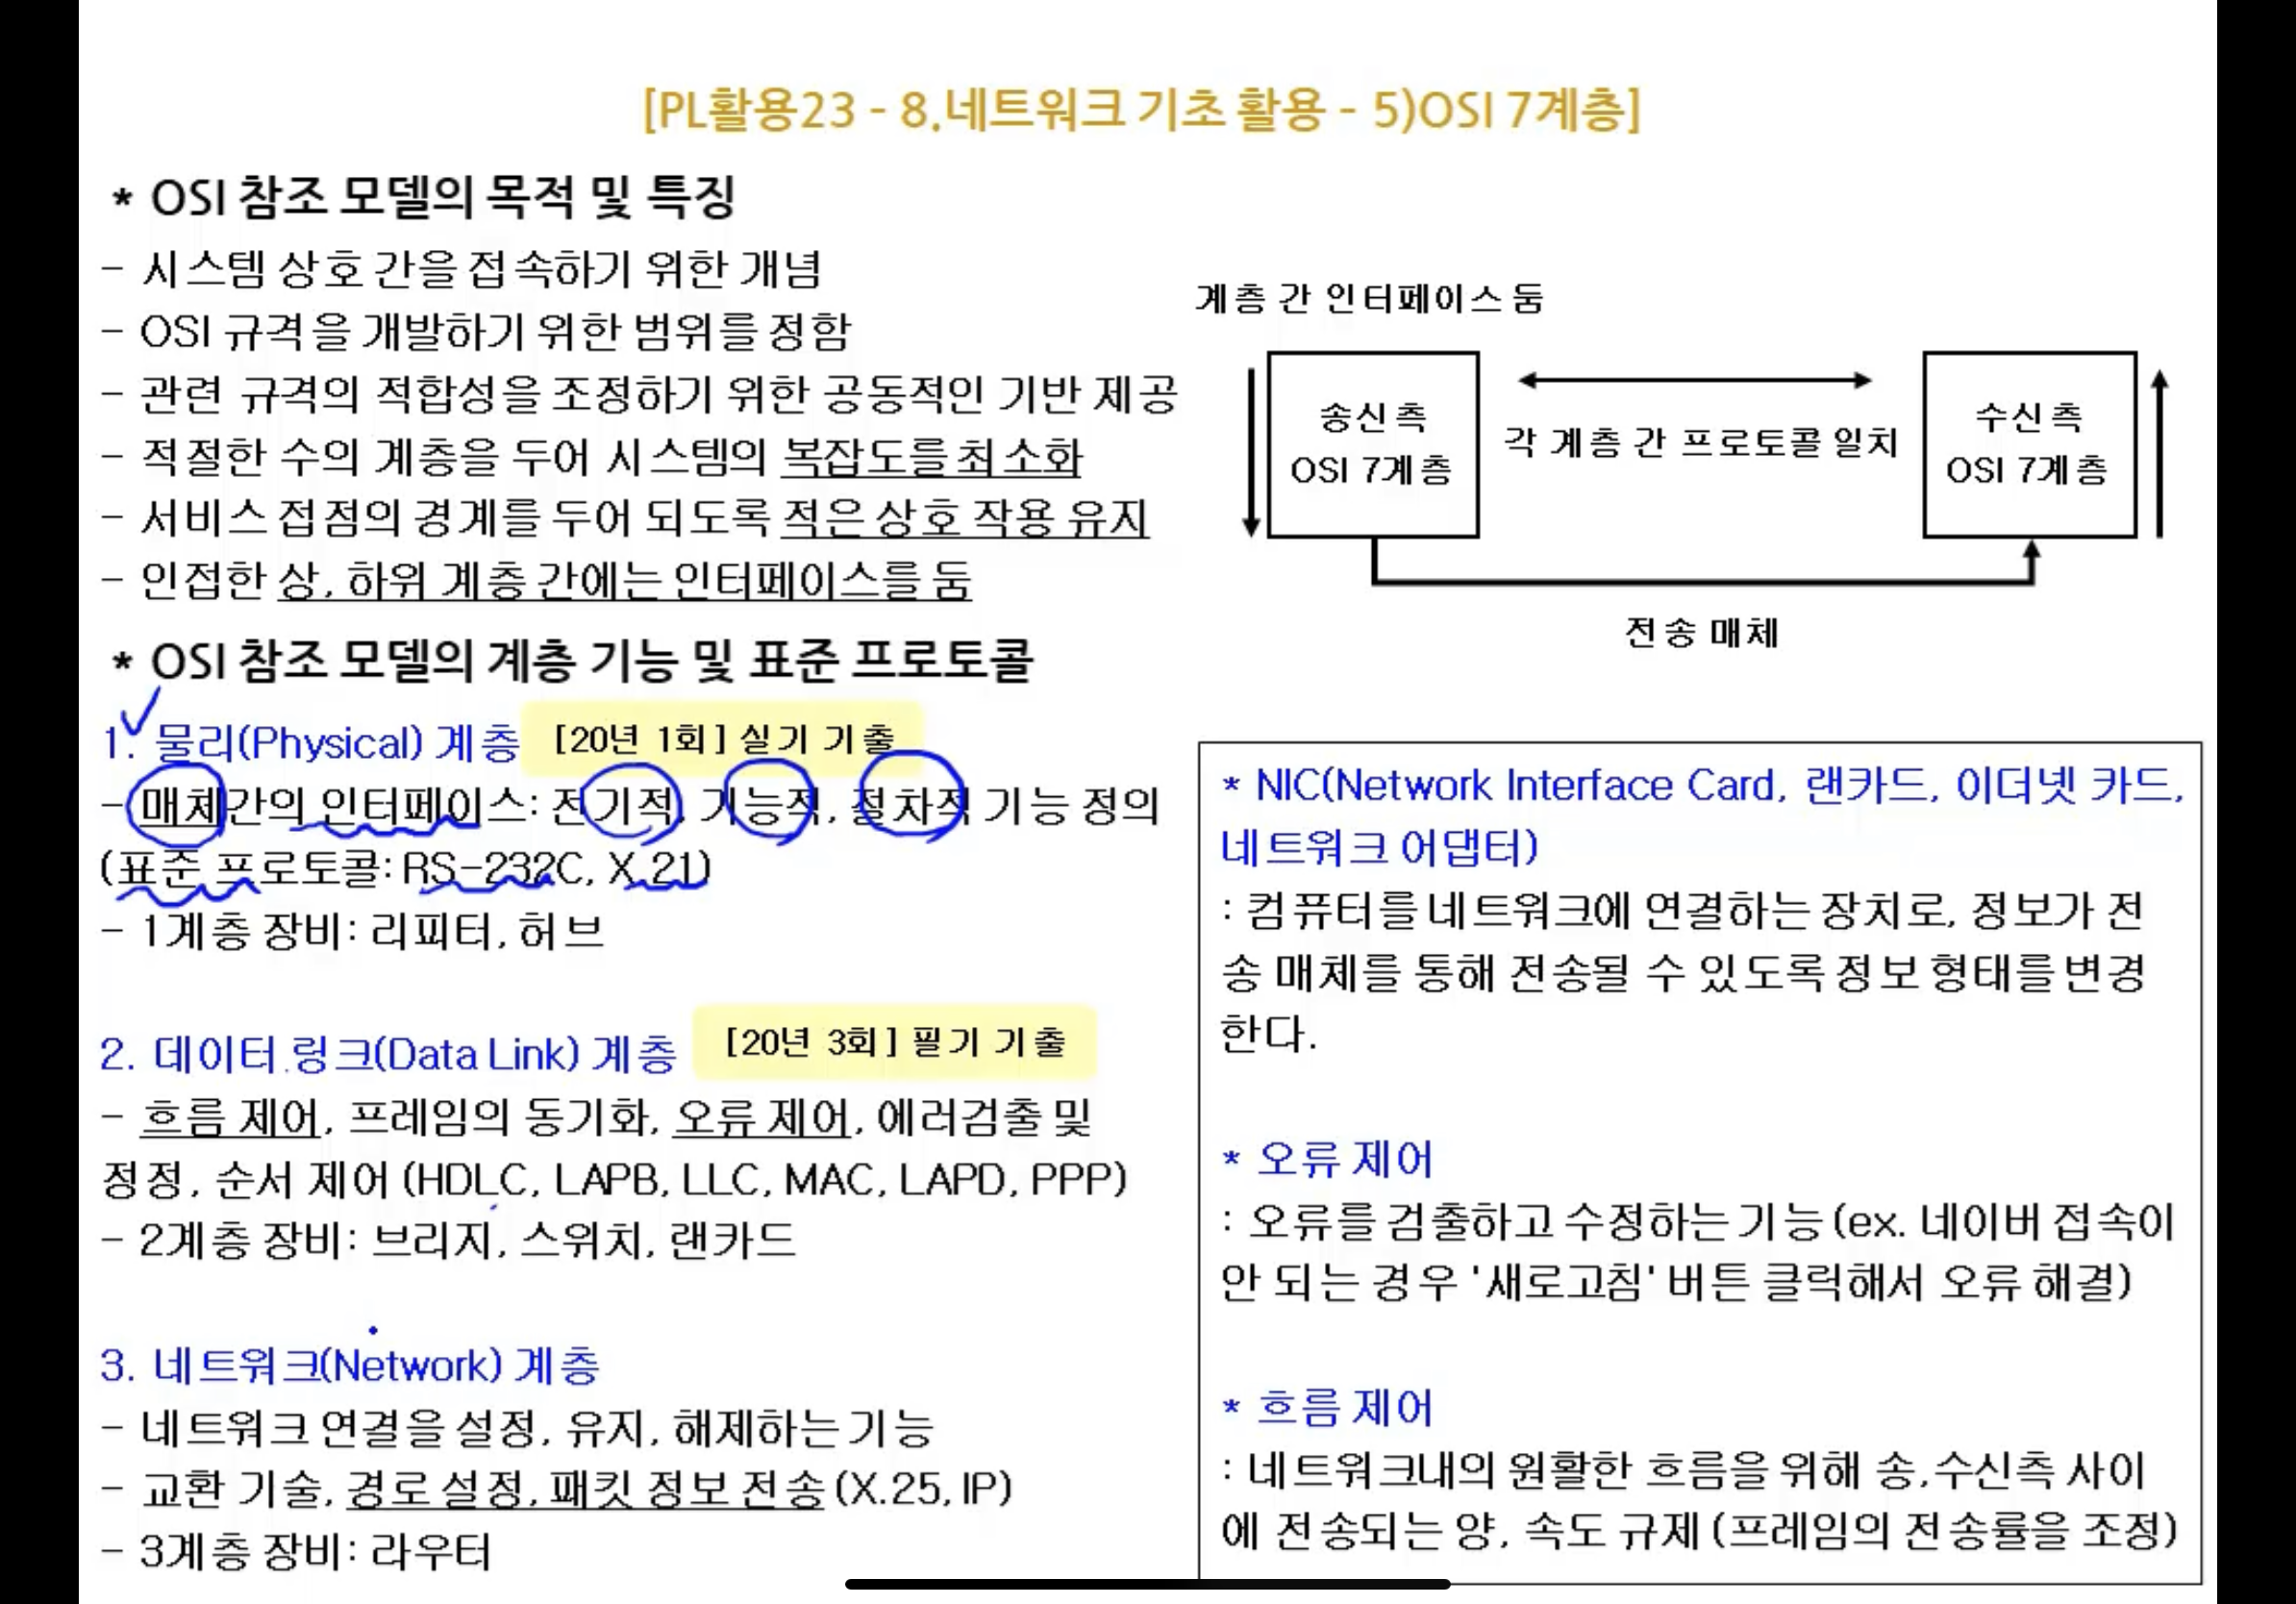 [PL활용23 - 8.네트워크 기초 활용 - 5)OSI 7계층]
* OSI 참조 모델의 목적 및 특징
- 시스템 상호 간을 접속하기 위한 개념
- OSI 규격을 개발하기 위한 범위를 정함
- 관련 규격의 적합성을 조정하기 위한 공동적인 기반 제공
- 적절한 수의 계층을 두어 시스템의 복잡도를 최소화
- 서비스 접점의 경계를 두어 되도록 적은 상호 작용 유지
- 인접한 상, 하위 계층 간에는 인터페이스를 둠
계층 간 인터페이스 둠
송신 측
OSI 7계층
각 계층 간 프로토콜 일치
수신 측
OSI 7계층
전송 매체
* OSI 참조 모델의 계층 기능 및 표준 프로토콜
1. 물리(Physical) 계층 [20년 1회] 실기 기출
- 매체 간의 인터페이스: 전기적, 기능적, 절차적 기능 정의
(표준 프로토콜: RS-232C, X.21)
- 1계층 장비: 리피터, 허브
2. 데이터 링크(Data Link) 계층 [20년 3회] 필기 기출
- 흐름 제어, 프레임의 동기화, 오류 제어, 에러검출 및
정정, 순서 제어 (HDLC, LAPB, LLC, MAC, LAPD, PPP)
- 2계층 장비: 브리지, 스위치, 랜카드
3. 네트워크(Network) 계층
- 네트워크 연결을 설정, 유지, 해제하는 기능
- 교환 기술, 경로 설정, 패킷 정보 전송 (X.25, IP)
- 3계층 장비: 라우터
* NIC(Network Interface Card, 랜카드, 이더넷 카드,
네트워크 어댑터)
: 컴퓨터를 네트워크에 연결하는 장치로, 정보가 전
송 매체를 통해 전송될 수 있도록 정보 형태를 변경
한다.
* 오류 제어
: 오류를 검출하고 수정하는 기능 (ex. 네이버 접속이
안 되는 경우 '새로고침' 버튼 클릭해서 오류 해결)
* 흐름 제어
: 네트워크내의 원활한 흐름을 위해 송,수신측 사이
에 전송되는 양, 속도 규제 (프레임의 전송률을 조정)